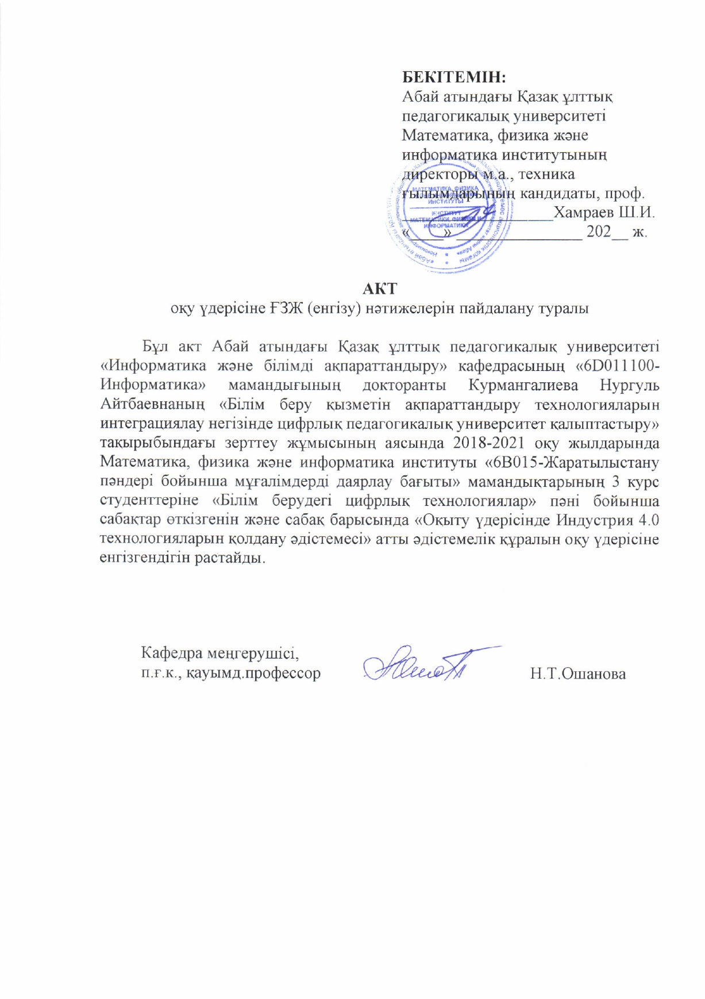 БЕКІТЕМІН:
Абай атындағы Қазақ ұлттық
педагогикалық университеті
Математика, физика және
информатика институтының
директоры м.а., техника
ғылымдарының кандидаты, проф.
__________________Хамраев Ш.И.
«____» _______________ 202__ ж.
МАТЕМАТИКА, ФИЗИКА
ЖӘНЕ ИНФОРМАТИКА
ИНСТИТУТЫ
ИНСТИТУТ
МАТЕМАТИКИ, ФИЗИКИ И
ИНФОРМАТИКИ
АКТ
оқу үдерісіне ҒЗЖ (енгізу) нәтижелерін пайдалану туралы
Бұл акт Абай атындағы Қазақ ұлттық педагогикалық университеті
«Информатика және білімді ақпараттандыру» кафедрасының «6D011100-
Информатика» мамандығының докторанты Курмангалиева Нургуль
Айтбаевнаның «Білім беру қызметін ақпараттандыру технологияларын
интеграциялау негізінде цифрлық педагогикалық университет қалыптастыру»
тақырыбындағы зерттеу жұмысының аясында 2018-2021 оқу жылдарында
Математика, физика және информатика институты «6В015-Жаратылыстану
пәндері бойынша мұғалімдерді даярлау бағыты» мамандықтарының 3 курс
студенттеріне «Білім берудегі цифрлық технологиялар» пәні бойынша
сабақтар өткізгенін және сабақ барысында «Оқыту үдерісінде Индустрия 4.0
технологияларын қолдану әдістемесі» атты әдістемелік құралын оқу үдерісіне
енгізгендігін растайды.
Кафедра меңгерушісі,
п.ғ.к., қауымд.профессор Н.Т.Ошанова